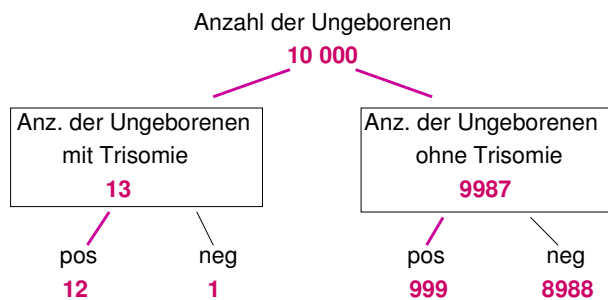 Anzahl der Ungeborenen
10 000
Anz. der Ungeborenen
mit Trisomie
13
Anz. der Ungeborenen
ohne Trisomie
9987
pos
neg
pos
neg
12
1
999
8988